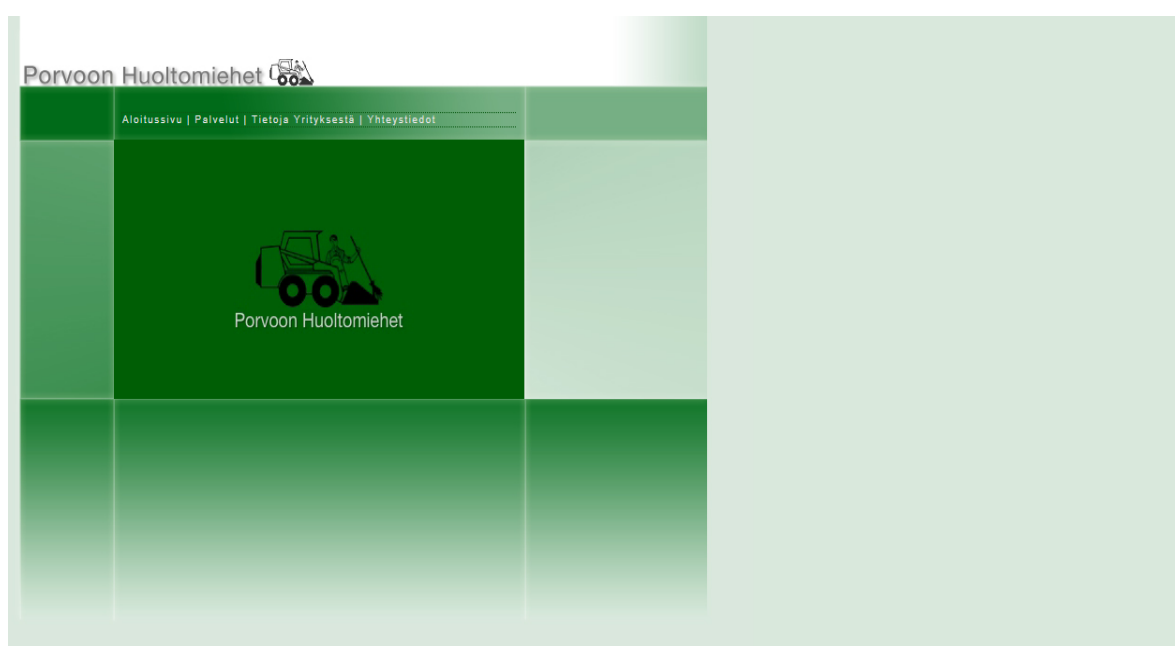 Porvoon Huoltomiehet
Aloitussivu | Palvelut | Tietoja Yrityksestä | Yhteystiedot
Porvoon Huoltomiehet